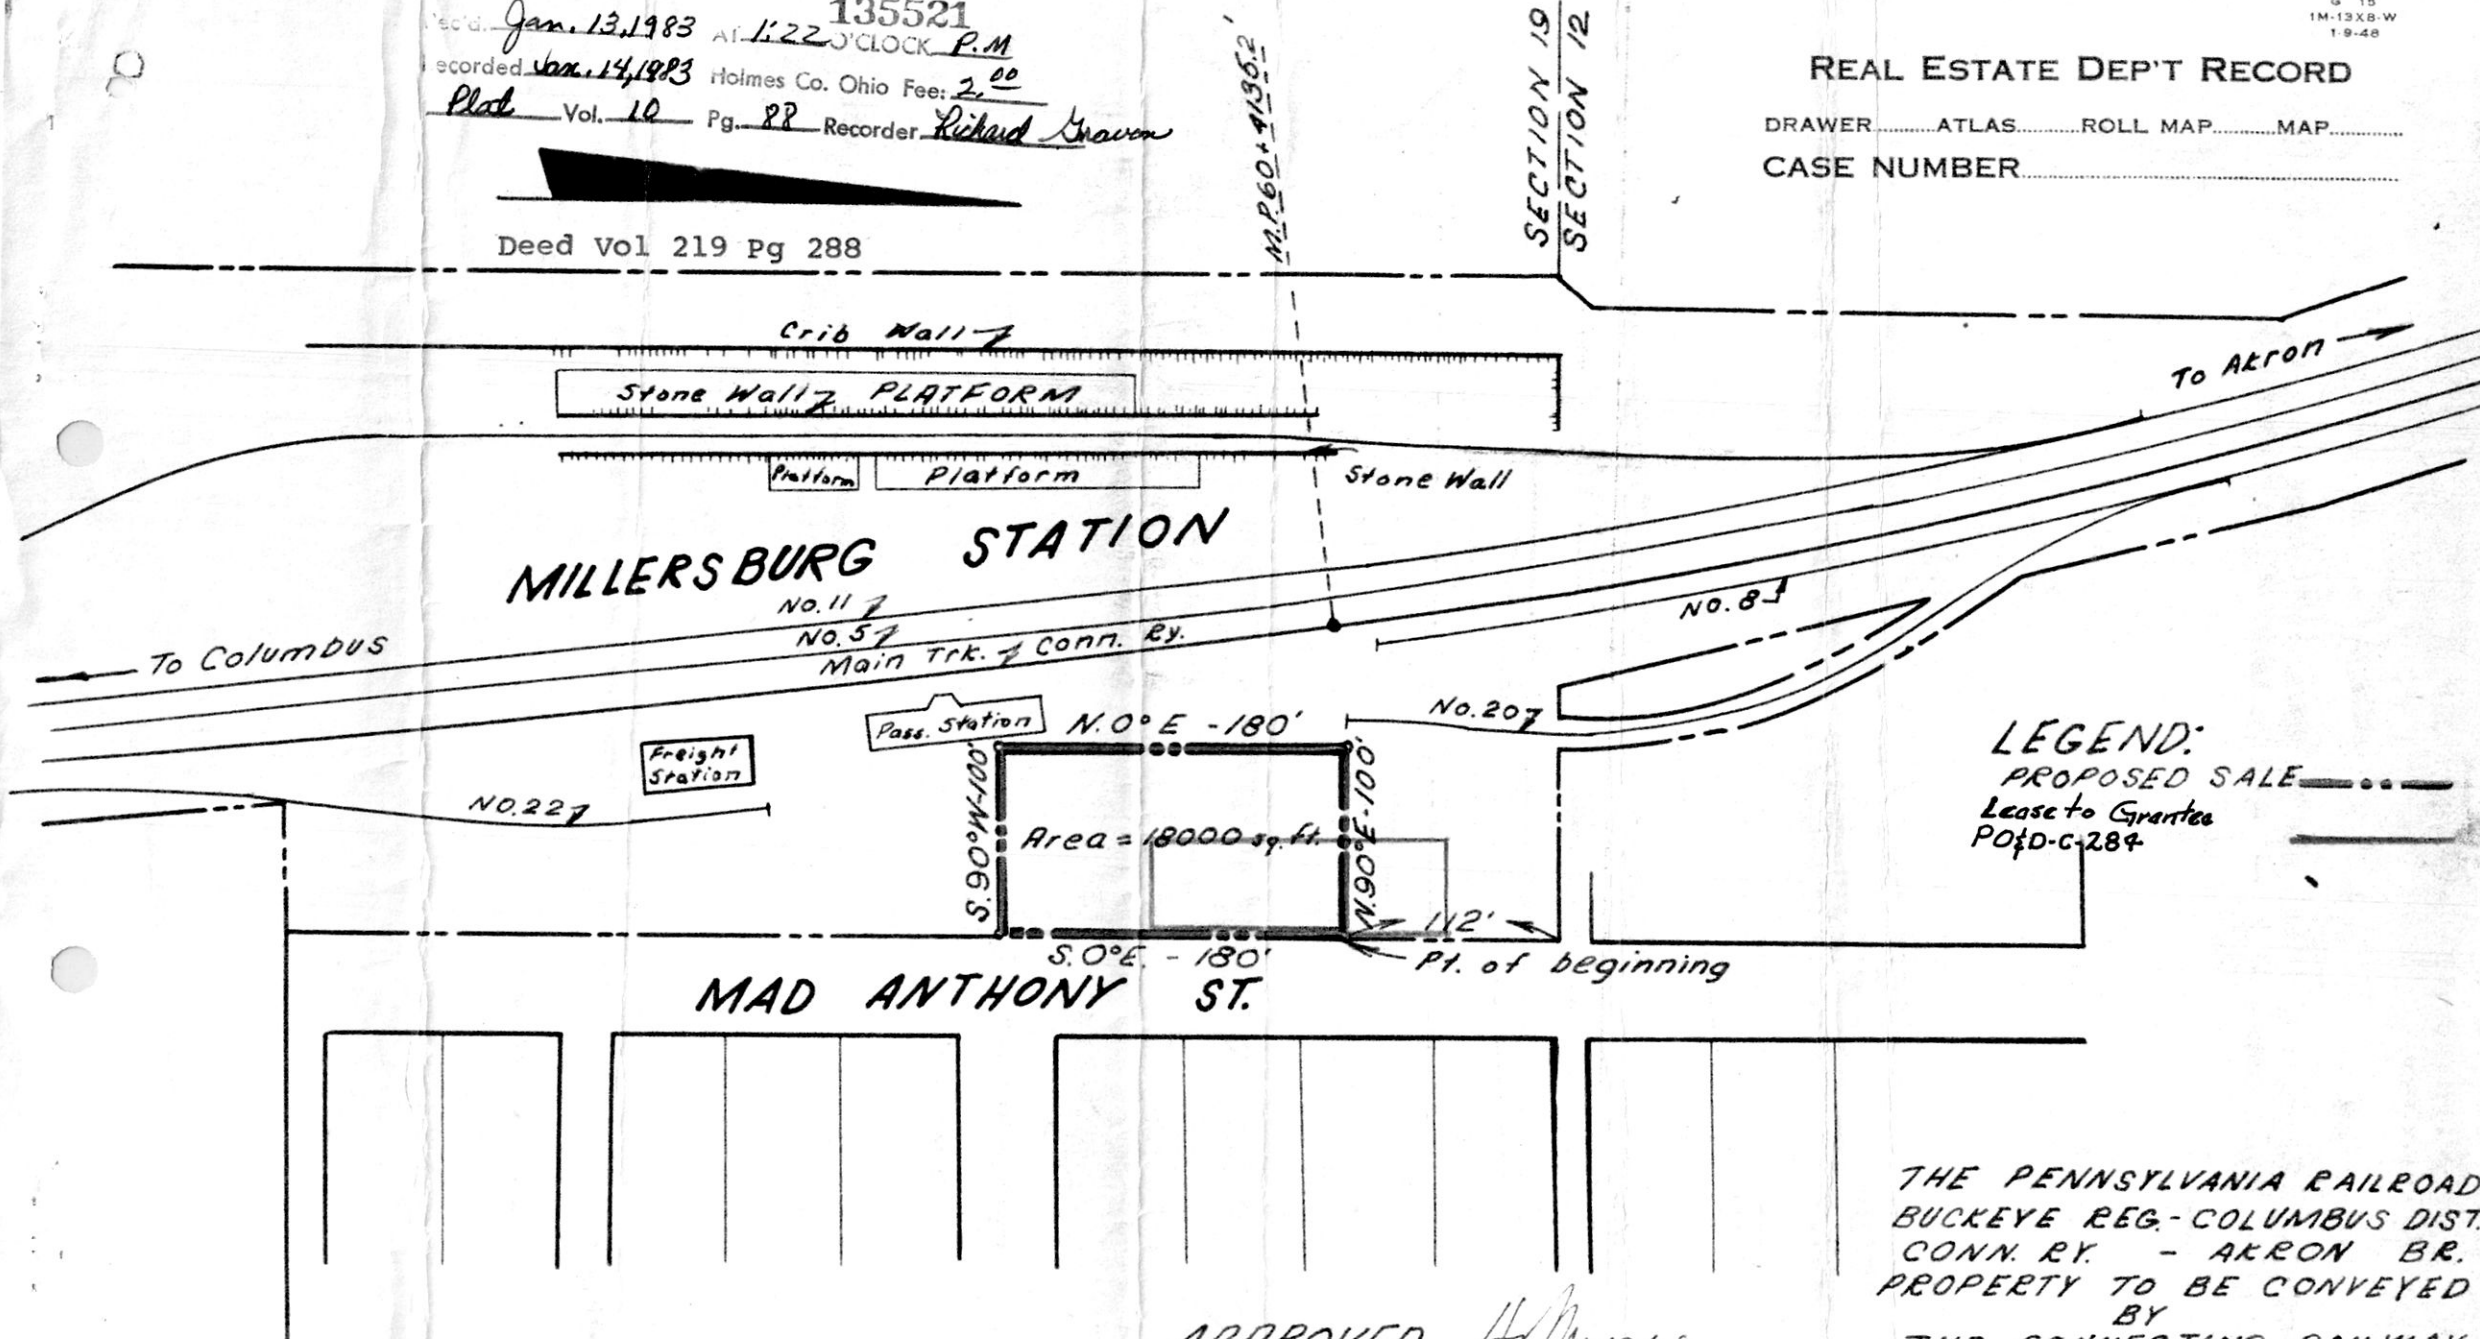 135521
Rec'd. Jan. 13, 1983 AT 1:22 O'CLOCK P.M
ecorded Jan. 14, 1983 Holmes Co. Ohio Fee: 2.00
Plat Vol. 10 Pg. 88 Recorder Richard Graven
Deed Vol 219 Pg 288
M.P.60+4136.2'
SECTION 19
SECTION 12
G 15
1M-13XB-W
1-9-48
REAL ESTATE DEP'T RECORD
DRAWER ATLAS ROLL MAP MAP
CASE NUMBER
Crib Wall
Stone Wall PLATFORM
Platform Platform
Stone Wall
To Akron
MILLERSBURG STATION
NO.11
NO.5
Main Trk. Conn. Ry.
NO.8
To Columbus
Pass. Station
N.0°E -180'
NO.20
Freight
Station
NO.22
S.90°W-100'
N.90°E-100'
Area = 18000 sq. ft.
112'
S.0°E. - 180'
Pt. of beginning
MAD ANTHONY ST.
LEGEND:
PROPOSED SALE
Lease to Grantee
PO&D-C-284
THE PENNSYLVANIA RAILROAD
BUCKEYE REG.-COLUMBUS DIST.
CONN. RY. - AKRON BR.
PROPERTY TO BE CONVEYED
BY
APPROVED